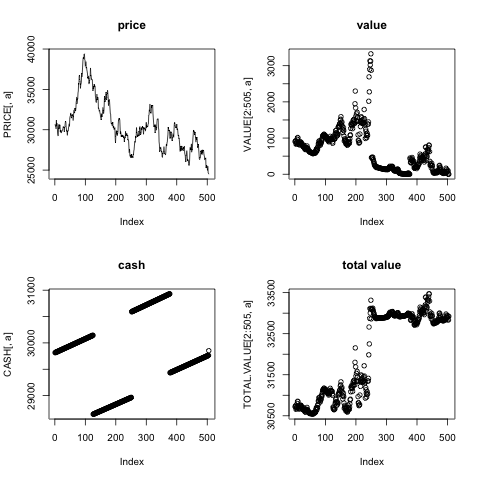 price
PRICE[, a]
25000 30000 35000 40000
0 100 200 300 400 500
Index
value
VALUE[2:505, a]
0 1000 2000 3000
0 100 200 300 400 500
Index
cash
CASH[, a]
29000 30000 31000
0 100 200 300 400 500
Index
total value
TOTAL.VALUE[2:505, a]
30500 31500 32500 33500
0 100 200 300 400 500
Index